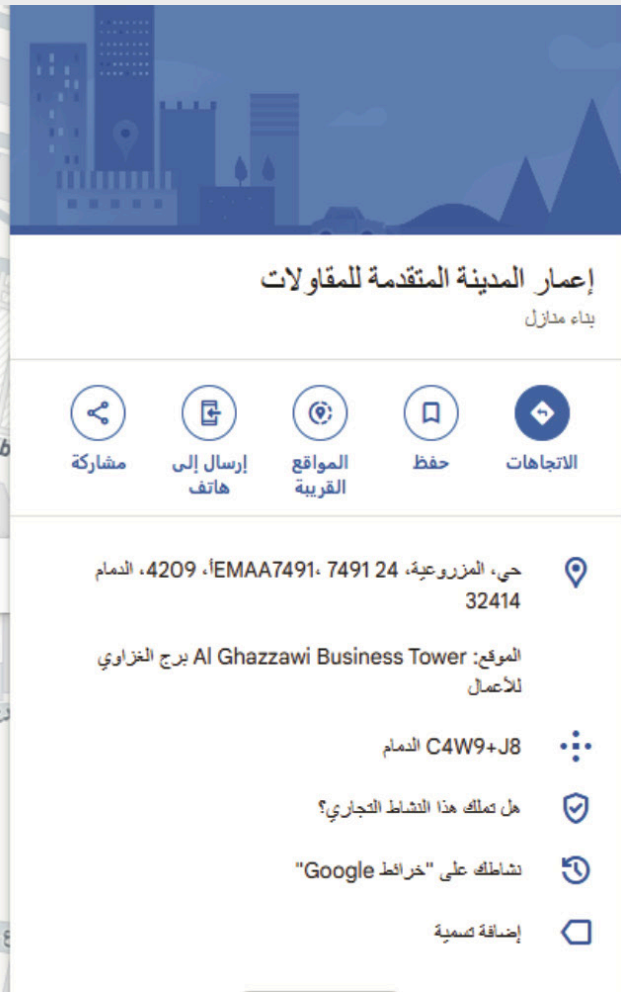 إعمار المدينة المتقدمة للمقاولات
بناء منازل
الاتجاهات
حفظ
المواقع القريبة
إرسال إلى هاتف
مشاركة
حي، المزروعية، 24 7491 ،EMAA7491أ، 4209، الدمام
32414
الموقع: Al Ghazzawi Business Tower برج الغزاوي
للأعمال
C4W9+J8 الدمام
هل تملك هذا النشاط التجاري؟
نشاطك على "خرائط Google"
إضافة تسمية